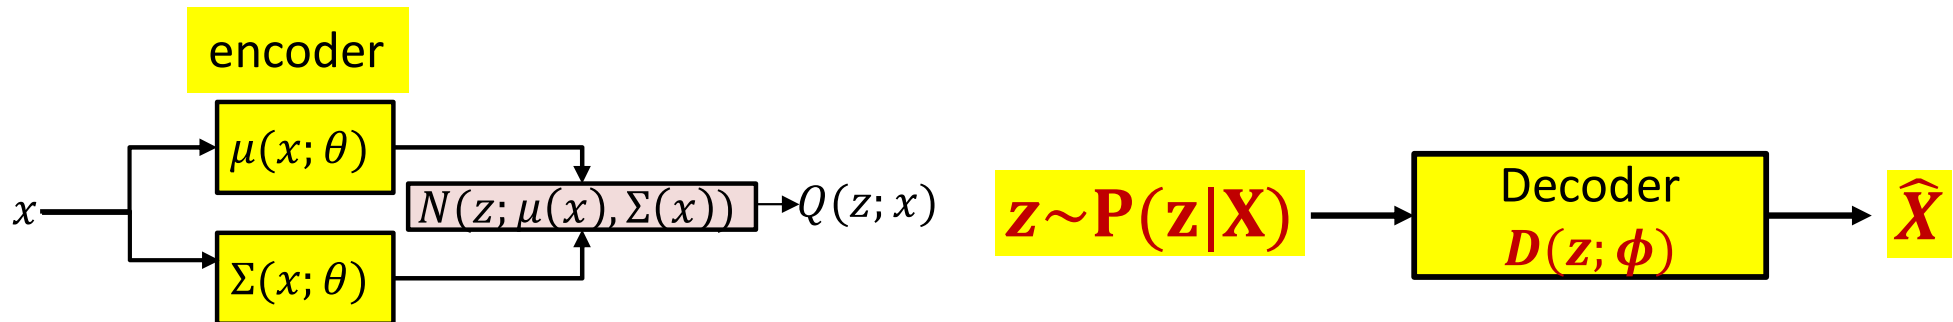 encoder
μ(x; θ)
x
N(z; μ(x), Σ(x))
Q(z; x)
Σ(x; θ)
z~P(z|X)
Decoder
D(z; ϕ)
X̂